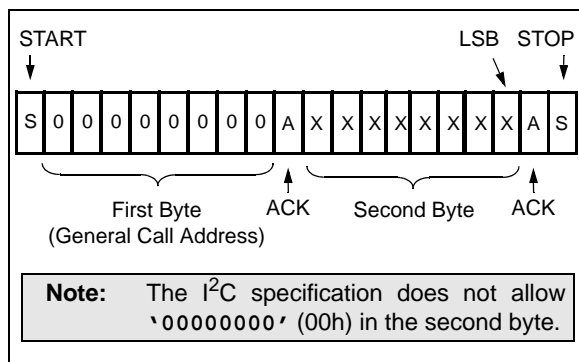 START LSB STOP
S 0 0 0 0 0 0 0 0 A X X X X X X X X A S
First Byte ACK Second Byte ACK
(General Call Address)
Note: The I²C specification does not allow
‘00000000’ (00h) in the second byte.